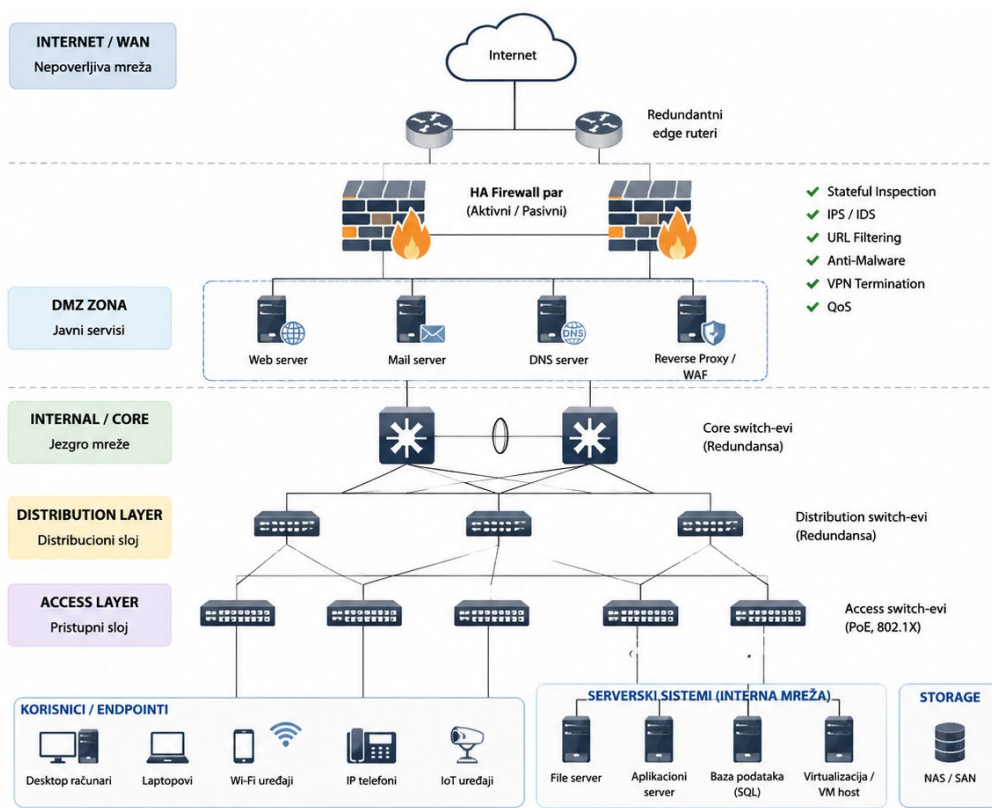 INTERNET / WAN
Nepoverljiva mreža
Internet
Redundantni
edge ruteri
HA Firewall par
(Aktivni / Pasivni)
Stateful Inspection
IPS / IDS
URL Filtering
Anti-Malware
VPN Termination
QoS
DMZ ZONA
Javni servisi
Web server
Mail server
DNS
DNS server
Reverse Proxy /
WAF
INTERNAL / CORE
Jezgro mreže
Core switch-evi
(Redundansa)
DISTRIBUTION LAYER
Distribucioni sloj
Distribution switch-evi
(Redundansa)
ACCESS LAYER
Pristupni sloj
Access switch-evi
(PoE, 802.1X)
KORISNICI / ENDPOINTI
Desktop računari
Laptopovi
Wi-Fi uređaji
IP telefoni
IoT uređaji
SERVERSKI SISTEMI (INTERNA MREŽA)
File server
Aplikacioni
server
Baza podataka
(SQL)
Virtualizacija /
VM host
STORAGE
NAS / SAN